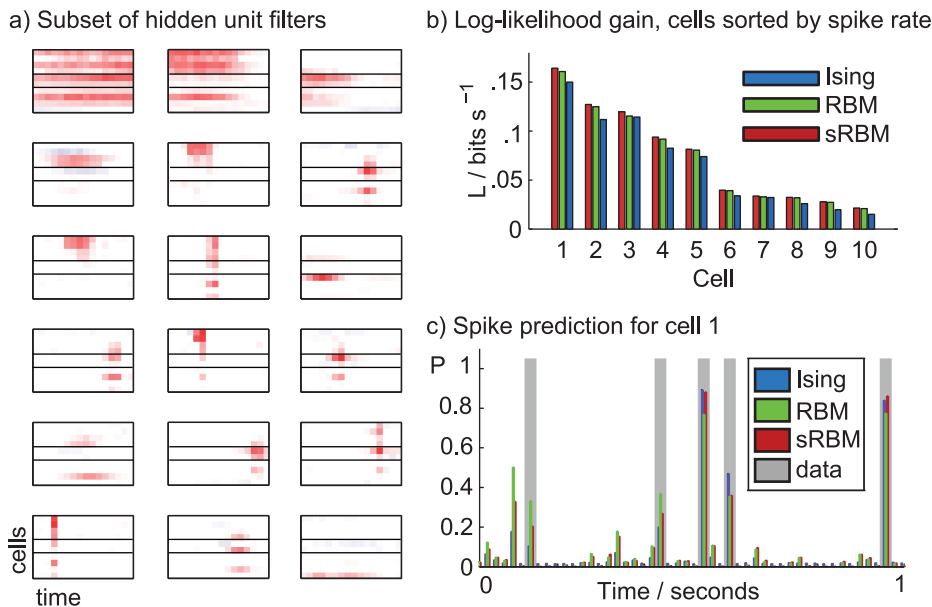 a) Subset of hidden unit filters
cells
time
b) Log-likelihood gain, cells sorted by spike rate
L / bits s⁻¹
.15
.1
.05
0
Ising
RBM
sRBM
1 2 3 4 5 6 7 8 9 10
Cell
c) Spike prediction for cell 1
P
1
0.8
0.6
0.4
0.2
0
Ising
RBM
sRBM
data
0 1
Time / seconds